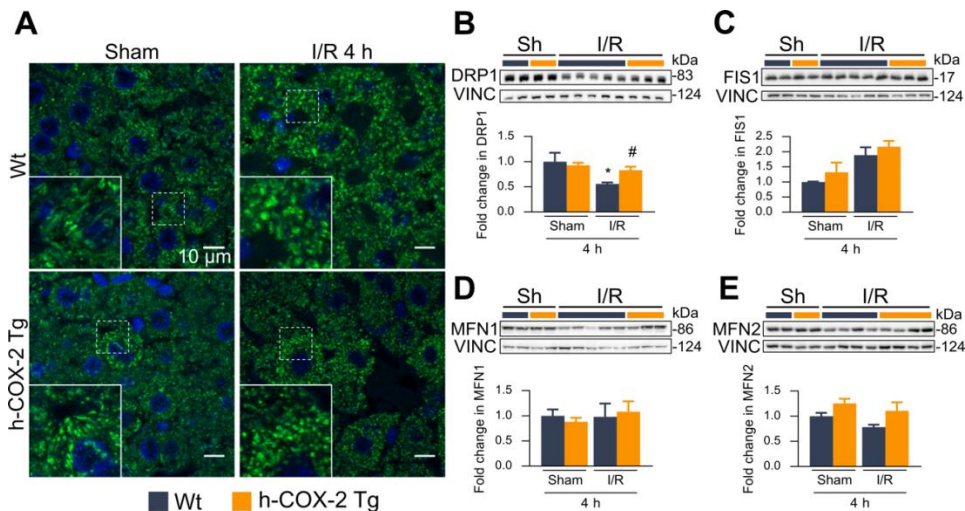 A
Sham
I/R 4 h
Wt
10 μm
h-COX-2 Tg
B
Sh
I/R
kDa
DRP1
-83
VINC
-124
Fold change in DRP1
1.5
1.0
0.5
0.0
*
#
Sham
I/R
4 h
C
Sh
I/R
kDa
FIS1
-17
VINC
-124
Fold change in FIS1
2.5
2.0
1.5
1.0
0.5
0.0
Sham
I/R
4 h
D
Sh
I/R
kDa
MFN1
-86
VINC
-124
Fold change in MFN1
1.5
1.0
0.5
0.0
Sham
I/R
4 h
E
Sh
I/R
kDa
MFN2
-86
VINC
-124
Fold change in MFN2
1.5
1.0
0.5
0.0
Sham
I/R
4 h
Wt
h-COX-2 Tg